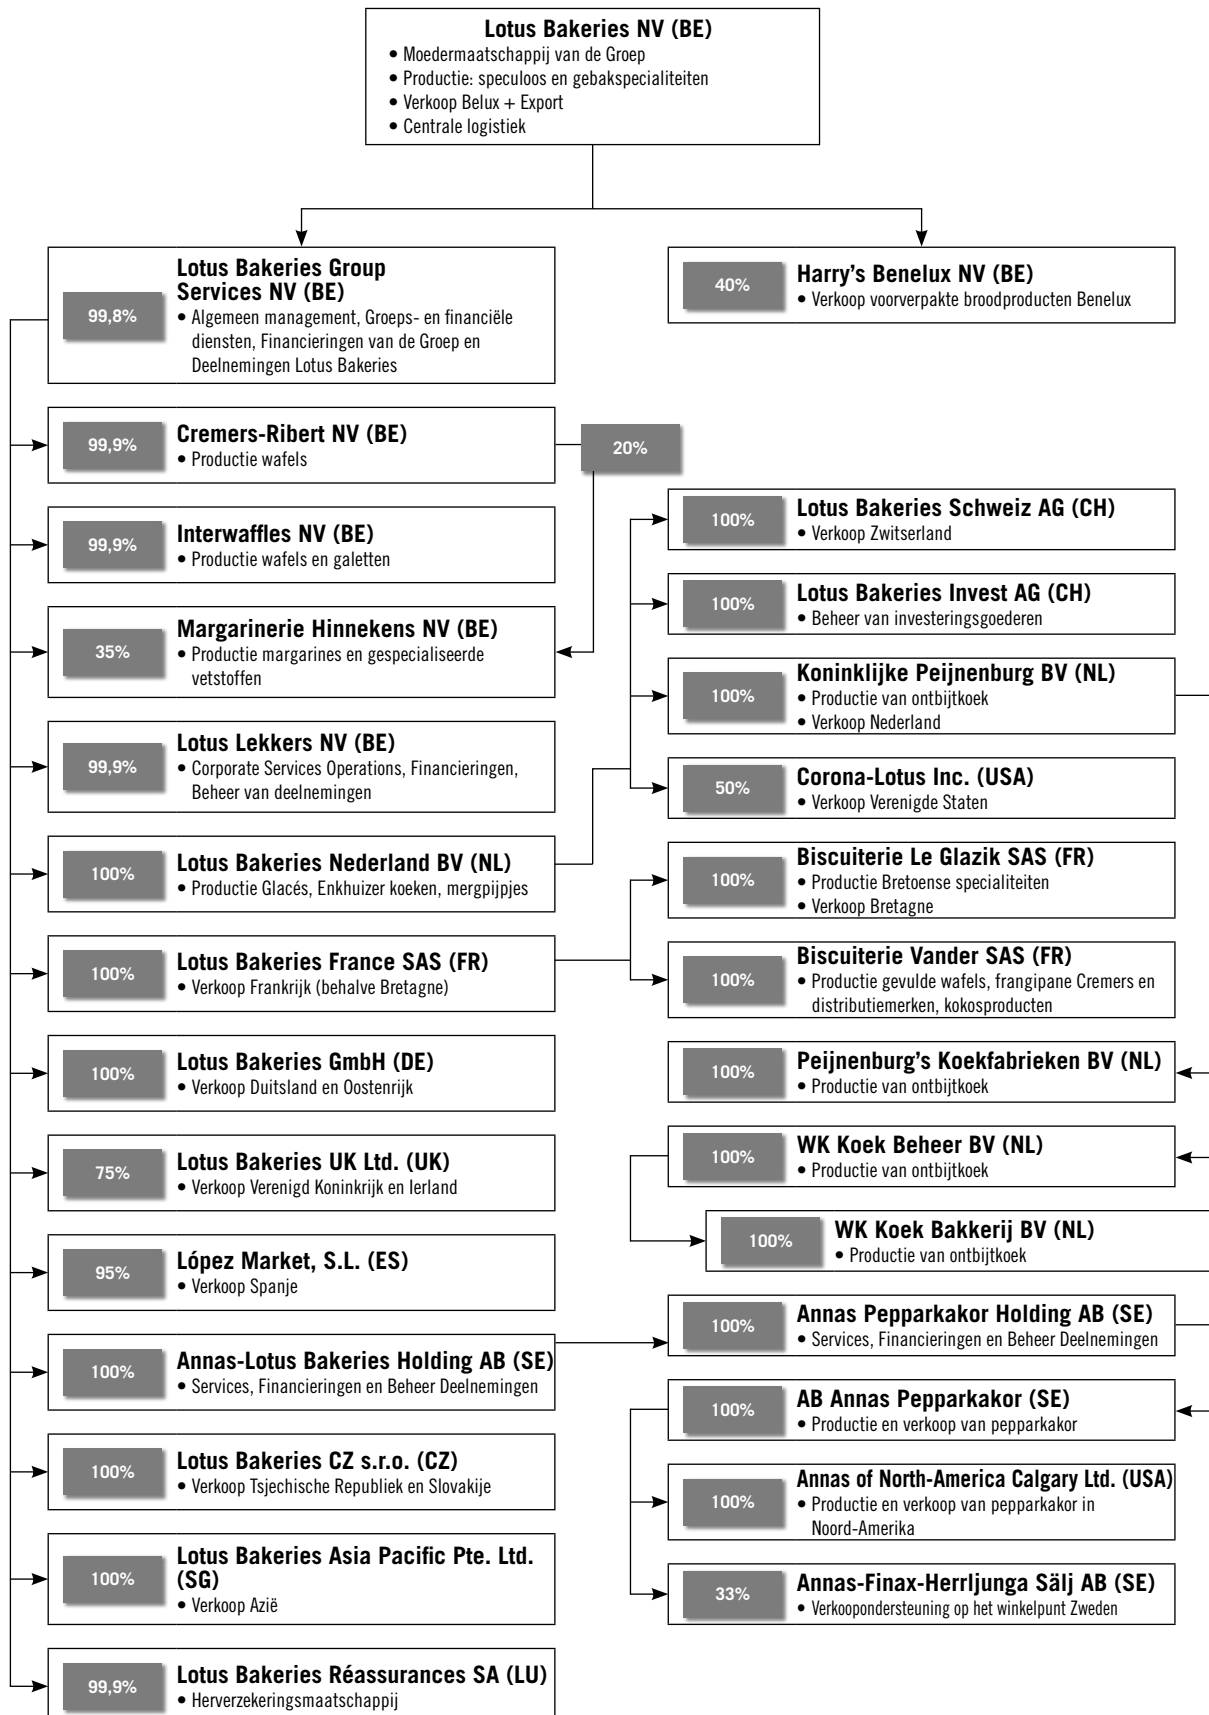 Lotus Bakeries NV (BE)
• Moedermaatschappij van de Groep
• Productie: speculoos en gebakspecialiteiten
• Verkoop Belux + Export
• Centrale logistiek
99,8%
Lotus Bakeries Group
Services NV (BE)
• Algemeen management, Groeps- en financiële
diensten, Financieringen van de Groep en
Deelnemingen Lotus Bakeries
40%
Harry's Benelux NV (BE)
• Verkoop voorverpakte broodproducten Benelux
99,9%
Cremers-Ribert NV (BE)
• Productie wafels
20%
99,9%
Interwaffles NV (BE)
• Productie wafels en galetten
35%
Margarinerie Hinnekens NV (BE)
• Productie margarines en gespecialiseerde
vetstoffen
99,9%
Lotus Lekkers NV (BE)
• Corporate Services Operations, Financieringen,
Beheer van deelnemingen
100%
Lotus Bakeries Nederland BV (NL)
• Productie Glacés, Enkhuizer koeken, mergpijpjes
100%
Lotus Bakeries France SAS (FR)
• Verkoop Frankrijk (behalve Bretagne)
100%
Lotus Bakeries GmbH (DE)
• Verkoop Duitsland en Oostenrijk
75%
Lotus Bakeries UK Ltd. (UK)
• Verkoop Verenigd Koninkrijk en Ierland
95%
López Market, S.L. (ES)
• Verkoop Spanje
100%
Annas-Lotus Bakeries Holding AB (SE)
• Services, Financieringen en Beheer Deelnemingen
100%
Lotus Bakeries CZ s.r.o. (CZ)
• Verkoop Tsjechische Republiek en Slovakije
100%
Lotus Bakeries Asia Pacific Pte. Ltd.
(SG)
• Verkoop Azië
99,9%
Lotus Bakeries Réassurances SA (LU)
• Herverzekeringsmaatschappij
100%
Lotus Bakeries Schweiz AG (CH)
• Verkoop Zwitserland
100%
Lotus Bakeries Invest AG (CH)
• Beheer van investeringsgoederen
100%
Koninklijke Peijnenburg BV (NL)
• Productie van ontbijtkoek
• Verkoop Nederland
50%
Corona-Lotus Inc. (USA)
• Verkoop Verenigde Staten
100%
Biscuiterie Le Glazik SAS (FR)
• Productie Bretoense specialiteiten
• Verkoop Bretagne
100%
Biscuiterie Vander SAS (FR)
• Productie gevulde wafels, frangipane Cremers en
distributiemerken, kokosproducten
100%
Peijnenburg's Koekfabrieken BV (NL)
• Productie van ontbijtkoek
100%
WK Koek Beheer BV (NL)
• Productie van ontbijtkoek
100%
WK Koek Bakkerij BV (NL)
• Productie van ontbijtkoek
100%
Annas Pepparkakor Holding AB (SE)
• Services, Financieringen en Beheer Deelnemingen
100%
AB Annas Pepparkakor (SE)
• Productie en verkoop van pepparkakor
100%
Annas of North-America Calgary Ltd. (USA)
• Productie en verkoop van pepparkakor in
Noord-Amerika
33%
Annas-Finax-Herrljunga Sälj AB (SE)
• Verkoopondersteuning op het winkelpunt Zweden